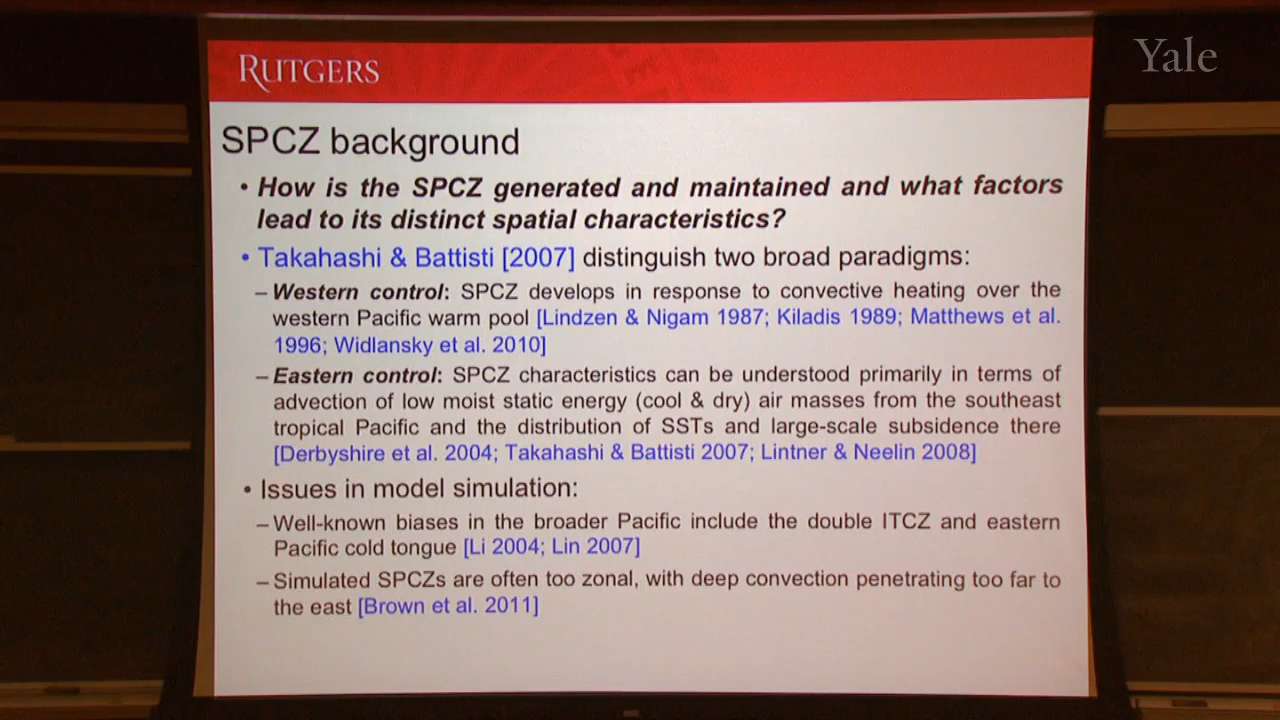 RUTGERS
Yale
SPCZ background
• How is the SPCZ generated and maintained and what factors
lead to its distinct spatial characteristics?
• Takahashi & Battisti [2007] distinguish two broad paradigms:
– Western control: SPCZ develops in response to convective heating over the
western Pacific warm pool [Lindzen & Nigam 1987; Kiladis 1989; Matthews et al.
1996; Widlansky et al. 2010]
– Eastern control: SPCZ characteristics can be understood primarily in terms of
advection of low moist static energy (cool & dry) air masses from the southeast
tropical Pacific and the distribution of SSTs and large-scale subsidence there
[Derbyshire et al. 2004; Takahashi & Battisti 2007; Lintner & Neelin 2008]
• Issues in model simulation:
– Well-known biases in the broader Pacific include the double ITCZ and eastern
Pacific cold tongue [Li 2004; Lin 2007]
– Simulated SPCZs are often too zonal, with deep convection penetrating too far to
the east [Brown et al. 2011]